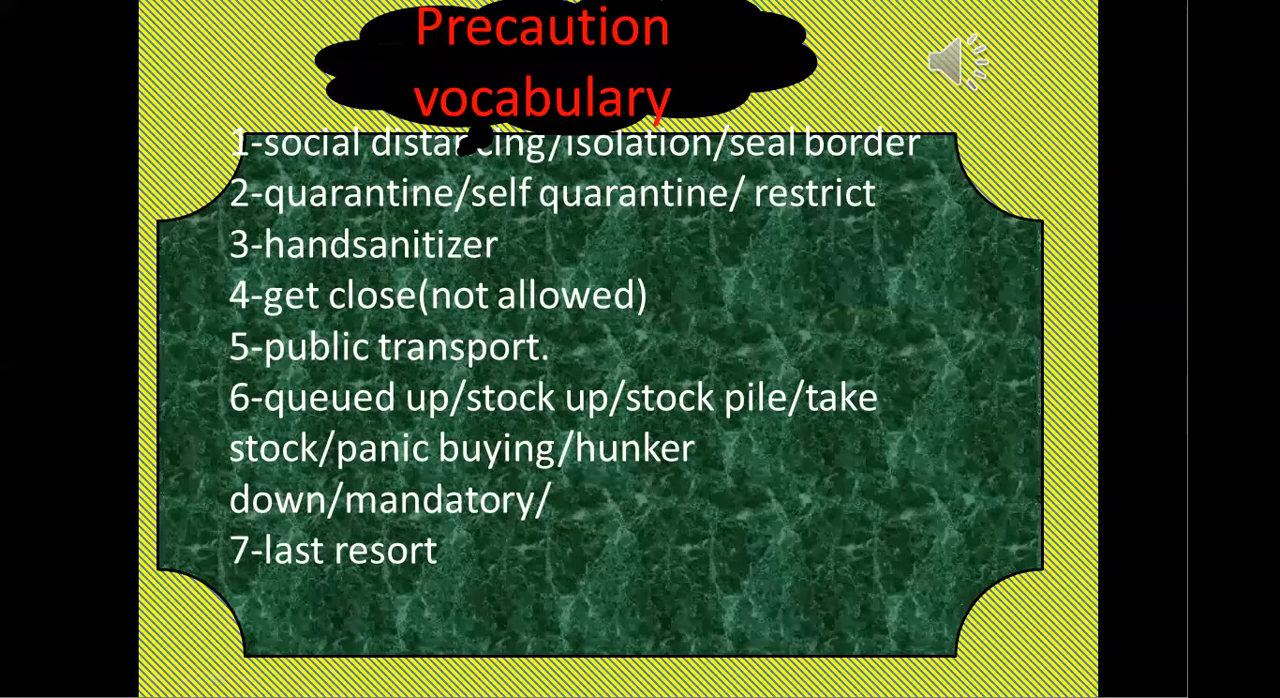 Precaution
vocabulary
1-social distancing/isolation/seal border
2-quarantine/self quarantine/ restrict
3-handsanitizer
4-get close(not allowed)
5-public transport.
6-queued up/stock up/stock pile/take
stock/panic buying/hunker
down/mandatory/
7-last resort